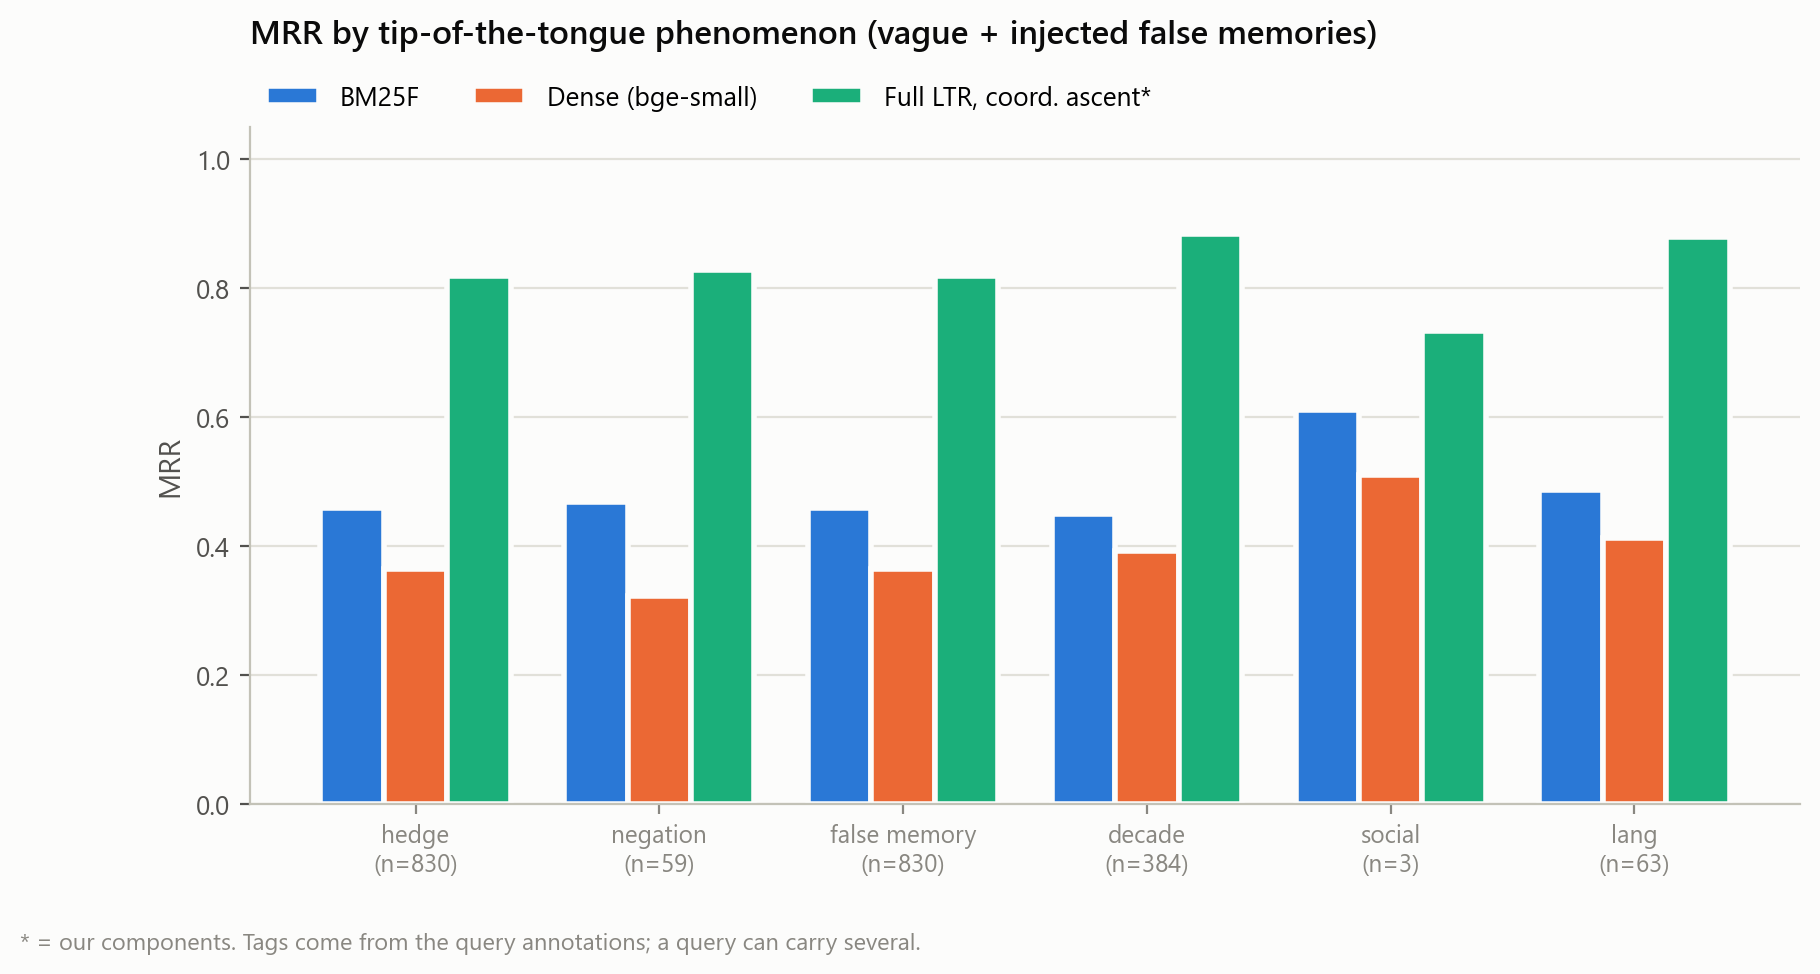 MRR by tip-of-the-tongue phenomenon (vague + injected false memories)
BM25F
Dense (bge-small)
Full LTR, coord. ascent*
1.0
0.8
0.6
0.4
0.2
0.0
MRR
hedge
(n=830)
negation
(n=59)
false memory
(n=830)
decade
(n=384)
social
(n=3)
lang
(n=63)
* = our components. Tags come from the query annotations; a query can carry several.